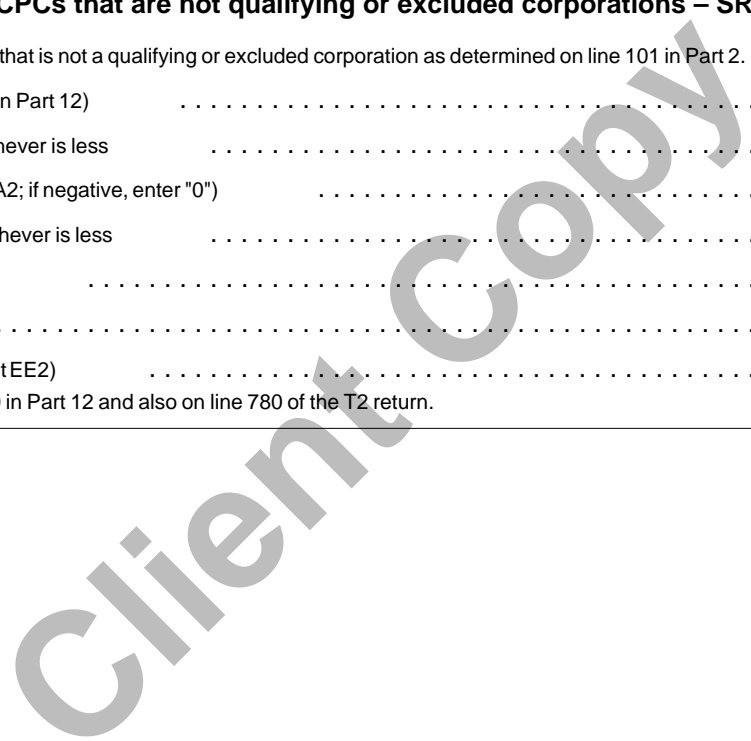 CPCs that are not qualifying or excluded corporations – SR
that is not a qualifying or excluded corporation as determined on line 101 in Part 2.
n Part 12) . . . . . . . . . . . . . . . . . . . . . . . . . . . . . . . . . . . . . . . . . . . .
never is less . . . . . . . . . . . . . . . . . . . . . . . . . . . . . . . . . . . . . . . . . .
A2; if negative, enter "0") . . . . . . . . . . . . . . . . . . . . . . . . . . . . . . . . . .
hever is less . . . . . . . . . . . . . . . . . . . . . . . . . . . . . . . . . . . . . . . . . .
. . . . . . . . . . . . . . . . . . . . . . . . . . . . . . . . . . . . . . . . . . . . . . . . . . .
. . . . . . . . . . . . . . . . . . . . . . . . . . . . . . . . . . . . . . . . . . . . . . . . . . . . . . . . .
t EE2) . . . . . . . . . . . . . . . . . . . . . . . . . . . . . . . . . . . . . . . . . . . . . . .
in Part 12 and also on line 780 of the T2 return.
Client Copy